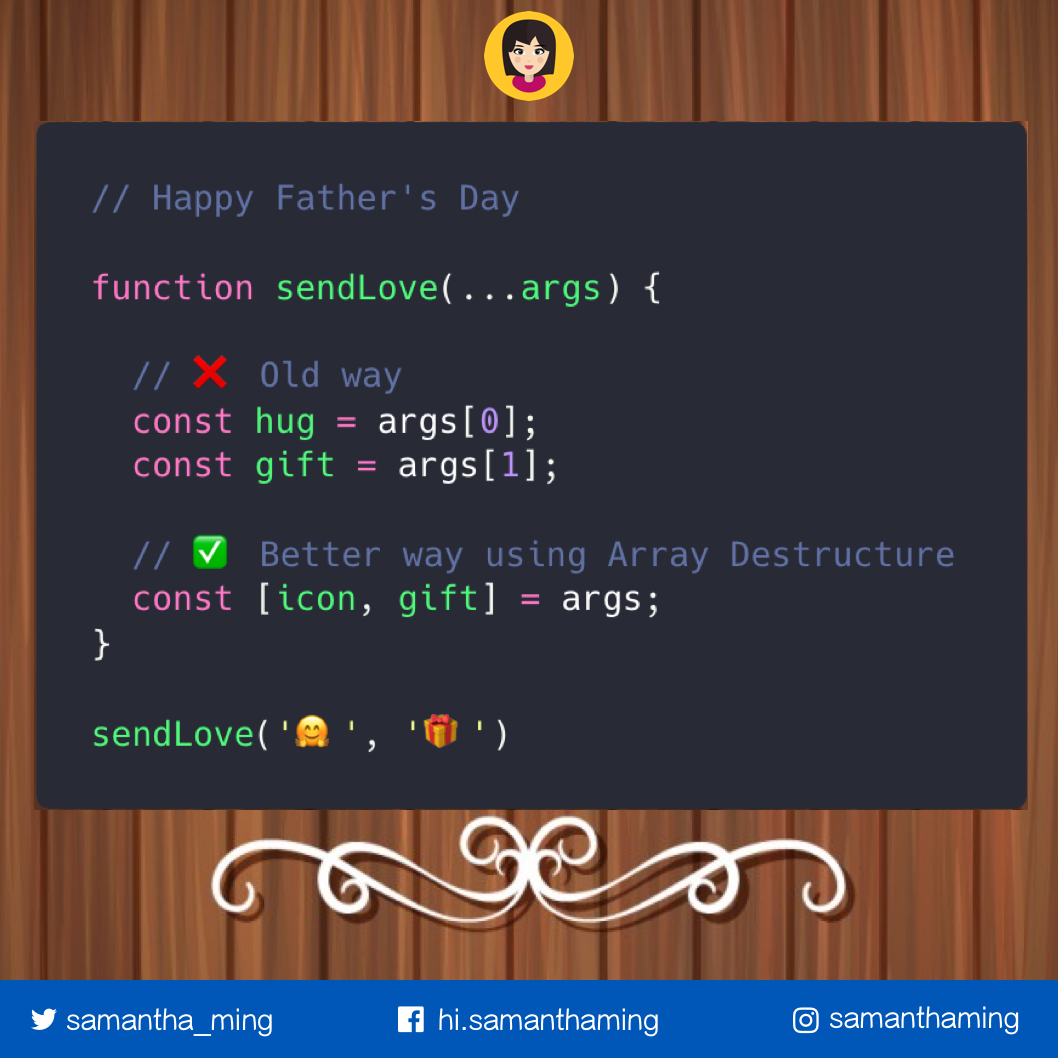 // Happy Father's Day
function sendLove(...args) {
// ❌ Old way
const hug = args[0];
const gift = args[1];
// ✅ Better way using Array Destructure
const [icon, gift] = args;
}
sendLove('🤗 ', '🎁 ')
samantha_ming
hi.samanthaming
samanthaming